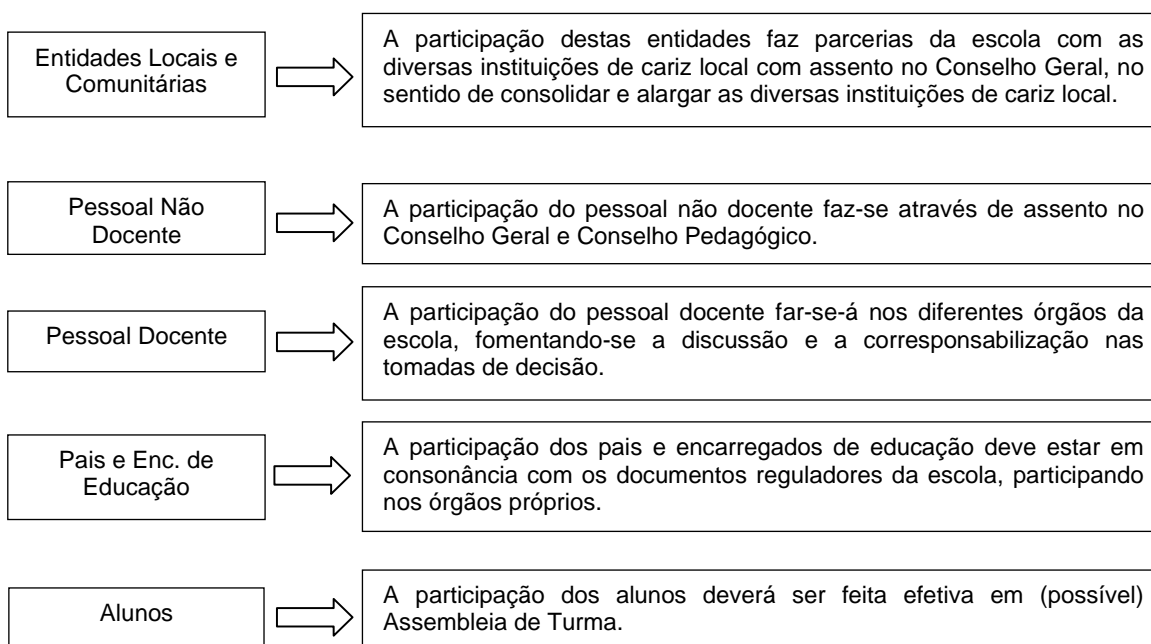 Entidades Locais e
Comunitárias
A participação destas entidades faz parcerias da escola com as
diversas instituições de cariz local com assento no Conselho Geral, no
sentido de consolidar e alargar as diversas instituições de cariz local.
Pessoal Não
Docente
A participação do pessoal não docente faz-se através de assento no
Conselho Geral e Conselho Pedagógico.
Pessoal Docente
A participação do pessoal docente far-se-á nos diferentes órgãos da
escola, fomentando-se a discussão e a corresponsabilização nas
tomadas de decisão.
Pais e Enc. de
Educação
A participação dos pais e encarregados de educação deve estar em
consonância com os documentos reguladores da escola, participando
nos órgãos próprios.
Alunos
A participação dos alunos deverá ser feita efetiva em (possível)
Assembleia de Turma.